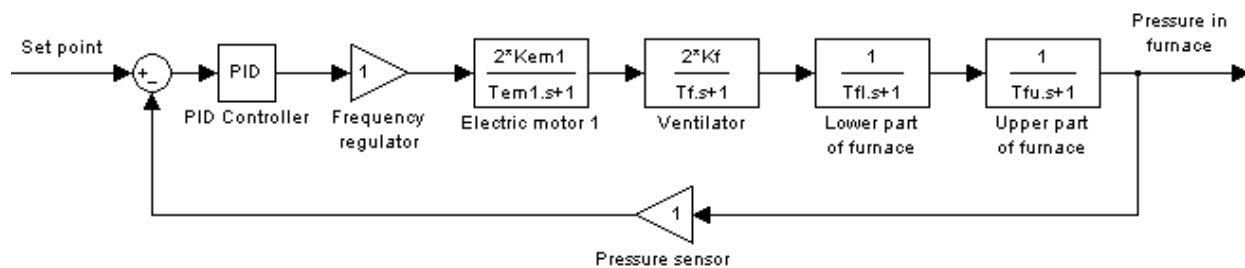 Set point
+
−
PID
PID Controller
1
Frequency
regulator
2*Kem1
Tem1.s+1
Electric motor 1
2*Kf
Tf.s+1
Ventilator
1
Tfl.s+1
Lower part
of furnace
1
Tfu.s+1
Upper part
of furnace
Pressure in
furnace
1
Pressure sensor